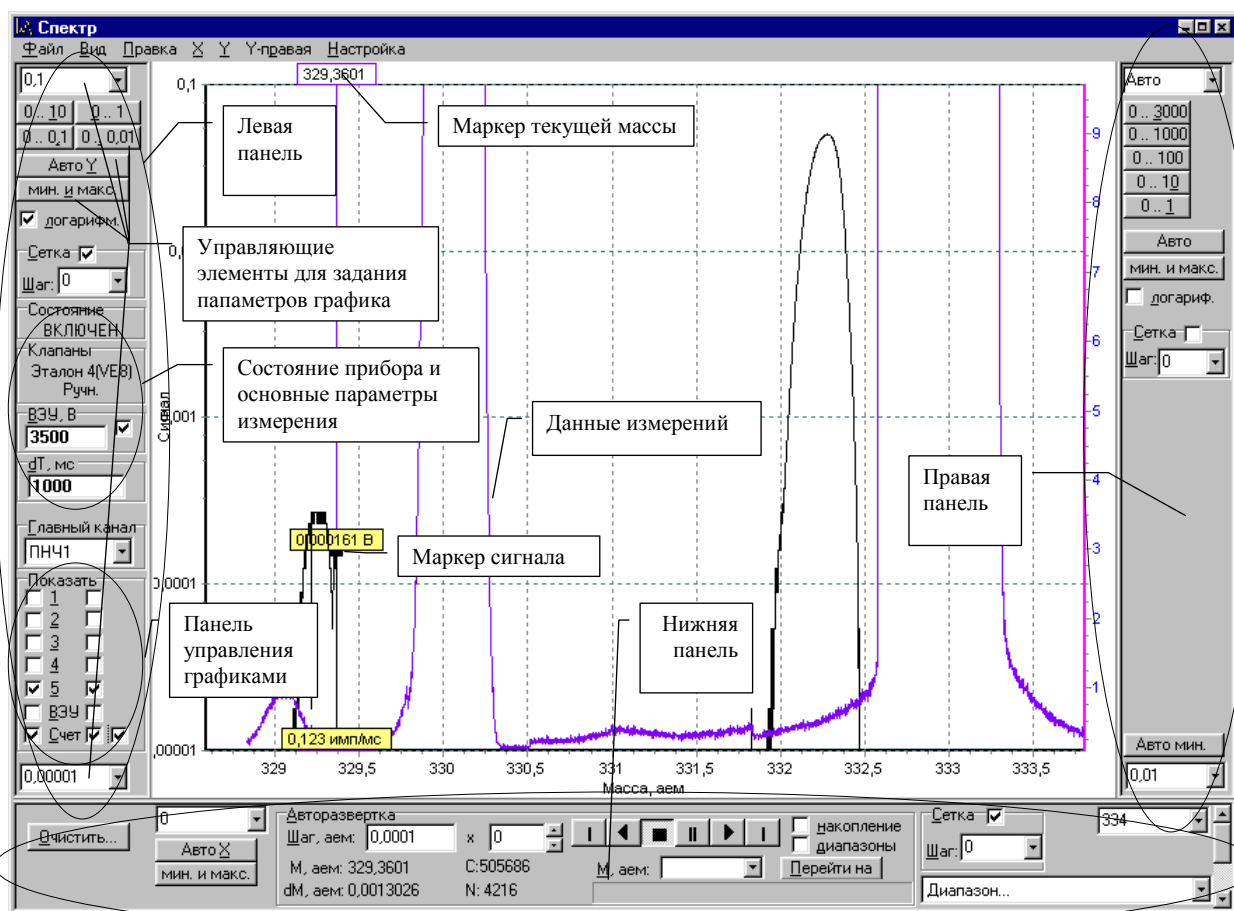 Спектр
Файл Вид Правка X Y Y-правая Настройка
0,1
0.. 10 0.. 1
0.. 0,1 0.. 0,01
Авто Y
мин. и макс.
логарифм.
Сетка
Шаг: 0
Состояние
ВКЛЮЧЕН
Клапаны
Эталон 4(VE8)
Ручн.
ВЭУ, В
3500
dT, мс
1000
Главный канал
ПНЧ1
Показать
1
2
3
4
5
ВЭУ
Счет
0,00001
329,3601
0,1
Сигнал
,001
0,0001
,00001
Левая
панель
Маркер текущей массы
Управляющие
элементы для задания
папаметров графика
Состояние прибора и
основные параметры
измерения
Данные измерений
Правая
панель
0,000161 В
Маркер сигнала
Панель
управления
графиками
Нижняя
панель
0,123 имп/мс
9
8
7
6
5
4
3
2
1
329 329,5 330 330,5 331 331,5 332 332,5 333 333,5
Масса, аем
Авто
0.. 3000
0.. 1000
0.. 100
0.. 10
0.. 1
Авто
мин. и макс.
логариф.
Сетка
Шаг: 0
Авто мин.
0,01
Очистить...
0
Авто X
мин. и макс.
Авторазвертка
Шаг, аем: 0,0001 x 0
М, аем: 329,3601 C:505686
dM, аем: 0,0013026 N: 4216
накопление
диапазоны
М, аем: Перейти на
Сетка
Шаг: 0
334
Диапазон...